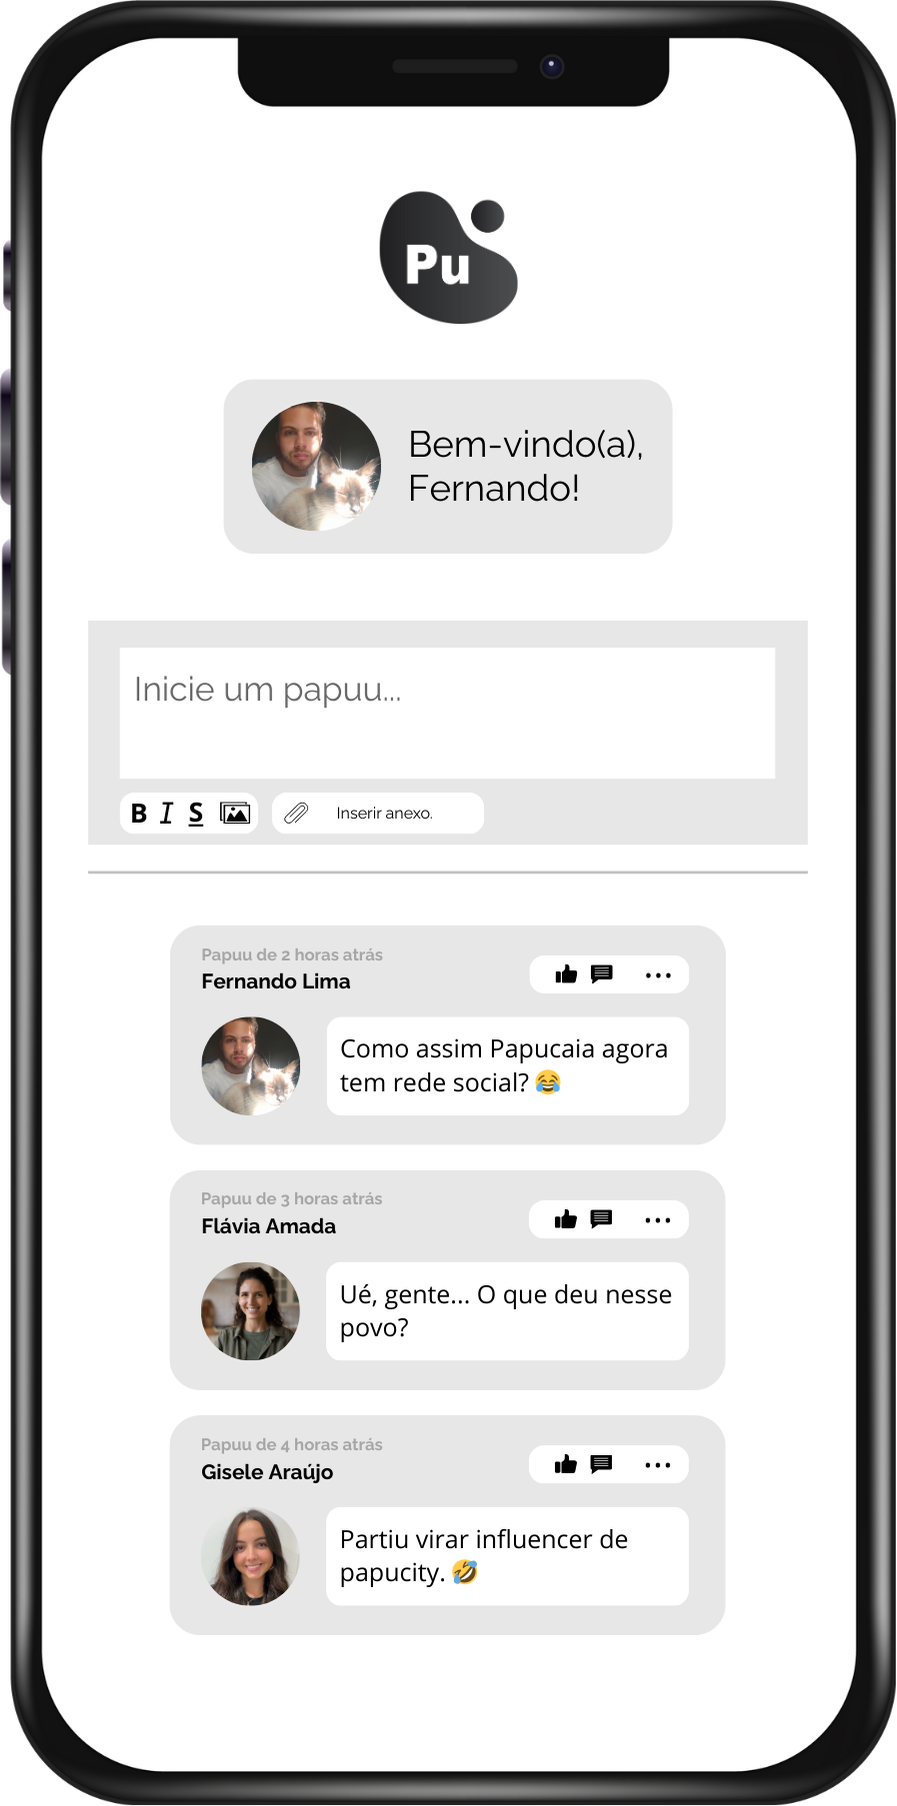 Pu
Bem-vindo(a),
Fernando!
Inicie um papuu...
B I S
Inserir anexo.
Papuu de 2 horas atrás
Fernando Lima
Como assim Papucaia agora
tem rede social? 😂
Papuu de 3 horas atrás
Flávia Amada
Ué, gente... O que deu nesse
povo?
Papuu de 4 horas atrás
Gisele Araújo
Partiu virar influencer de
papucity. 🤣